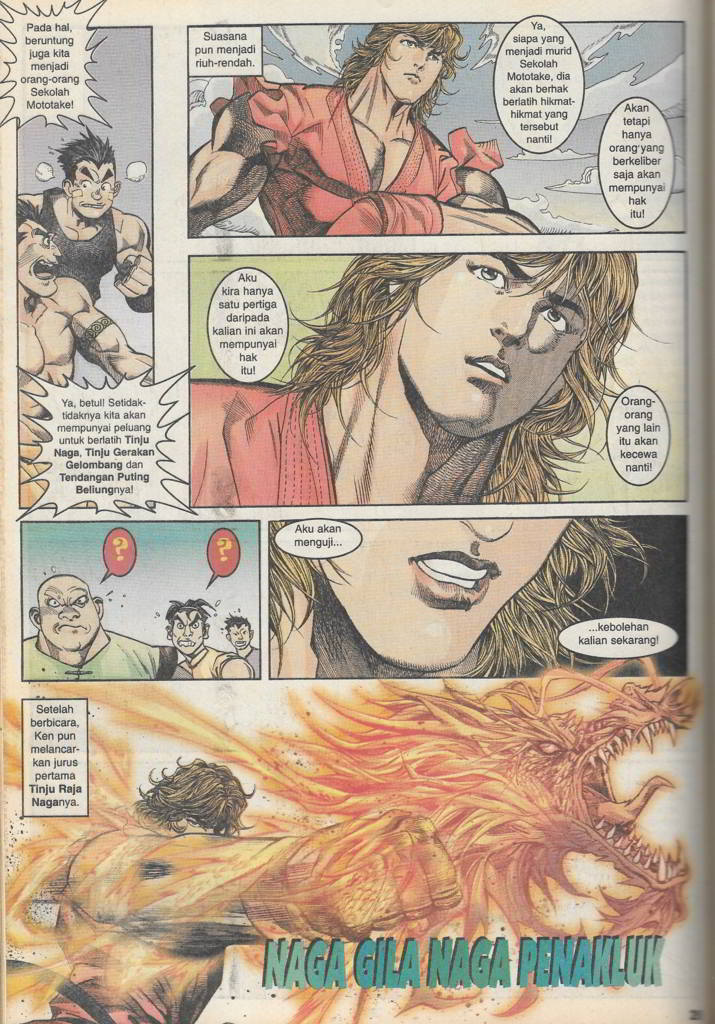 Pada hal,
beruntung
juga kita
menjadi
orang-orang
Sekolah
Mototake!
Ya, betul! Setidak-
tidaknya kita akan
mempunyai peluang
untuk berlatih Tinju
Naga, Tinju Gerakan
Gelombang dan
Tendangan Puting
Beliungnya!
Suasana
pun menjadi
riuh-rendah.
Ya,
siapa yang
menjadi murid
Sekolah
Mototake, dia
akan berhak
berlatih hikmat-
hikmat yang
tersebut
nanti!
Akan
tetapi
hanya
orang yang
berkeliber
saja akan
mempunyai
hak
itu!
Aku
kira hanya
satu pertiga
daripada
kalian ini akan
mempunyai
hak
itu!
Orang-
orang
yang lain
itu akan
kecewa
nanti!
?
?
Aku akan
menguji...
...kebolehan
kalian sekarang!
Setelah
berbicara,
Ken pun
melancar-
kan jurus
pertama
Tinju Raja
Naganya.
NAGA GILA NAGA PENAKLUK